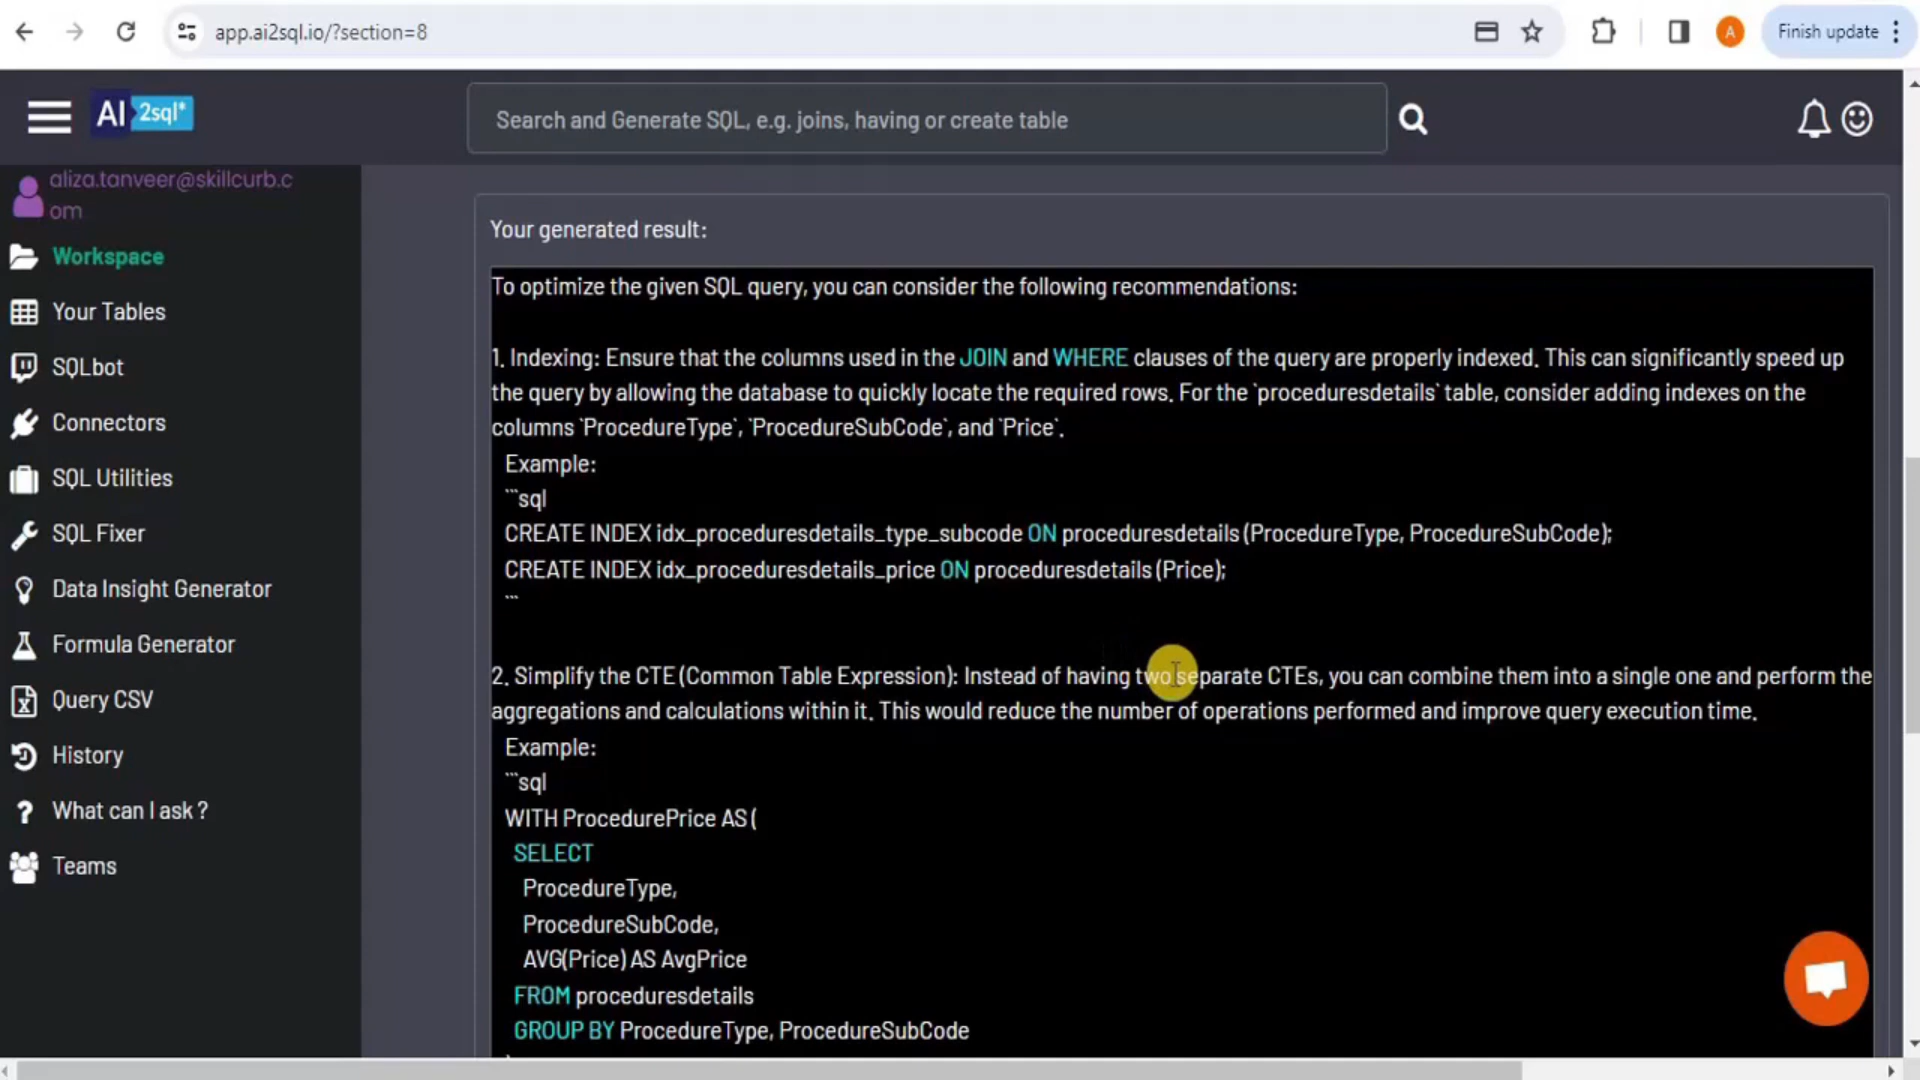 app.ai2sql.io/?section=8
Finish update
A
AI 2sql*
Search and Generate SQL, e.g. joins, having or create table
aliza.tanveer@skillcurb.c
om
Workspace
Your Tables
SQLbot
Connectors
SQL Utilities
SQL Fixer
Data Insight Generator
Formula Generator
Query CSV
History
What can I ask ?
Teams
Your generated result:
To optimize the given SQL query, you can consider the following recommendations:
1. Indexing: Ensure that the columns used in the JOIN and WHERE clauses of the query are properly indexed. This can significantly speed up
the query by allowing the database to quickly locate the required rows. For the `proceduresdetails` table, consider adding indexes on the
columns `ProcedureType`, `ProcedureSubCode`, and `Price`.
Example:
```sql
CREATE INDEX idx_proceduresdetails_type_subcode ON proceduresdetails (ProcedureType, ProcedureSubCode);
CREATE INDEX idx_proceduresdetails_price ON proceduresdetails (Price);
```
2. Simplify the CTE (Common Table Expression): Instead of having two separate CTEs, you can combine them into a single one and perform the
aggregations and calculations within it. This would reduce the number of operations performed and improve query execution time.
Example:
```sql
WITH ProcedurePrice AS (
SELECT
ProcedureType,
ProcedureSubCode,
AVG(Price) AS AvgPrice
FROM proceduresdetails
GROUP BY ProcedureType, ProcedureSubCode